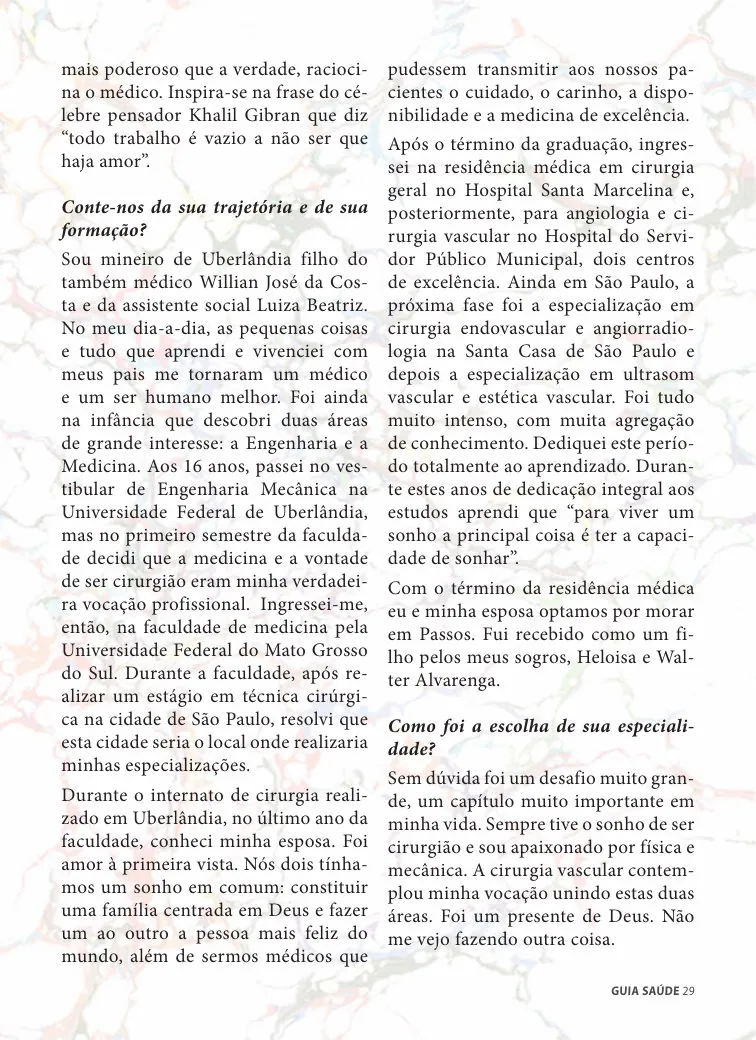 mais poderoso que a verdade, racioci-
na o médico. Inspira-se na frase do cé-
lebre pensador Khalil Gibran que diz
“todo trabalho é vazio a não ser que
haja amor”.
Conte-nos da sua trajetória e de sua
formação?
Sou mineiro de Uberlândia filho do
também médico Willian José da Cos-
ta e da assistente social Luiza Beatriz.
No meu dia-a-dia, as pequenas coisas
e tudo que aprendi e vivenciei com
meus pais me tornaram um médico
e um ser humano melhor. Foi ainda
na infância que descobri duas áreas
de grande interesse: a Engenharia e a
Medicina. Aos 16 anos, passei no ves-
tibular de Engenharia Mecânica na
Universidade Federal de Uberlândia,
mas no primeiro semestre da faculda-
de decidi que a medicina e a vontade
de ser cirurgião eram minha verdadei-
ra vocação profissional. Ingressei-me,
então, na faculdade de medicina pela
Universidade Federal do Mato Grosso
do Sul. Durante a faculdade, após re-
alizar um estágio em técnica cirúrgi-
ca na cidade de São Paulo, resolvi que
esta cidade seria o local onde realizaria
minhas especializações.
Durante o internato de cirurgia reali-
zado em Uberlândia, no último ano da
faculdade, conheci minha esposa. Foi
amor à primeira vista. Nós dois tínha-
mos um sonho em comum: constituir
uma família centrada em Deus e fazer
um ao outro a pessoa mais feliz do
mundo, além de sermos médicos que
pudessem transmitir aos nossos pa-
cientes o cuidado, o carinho, a dispo-
nibilidade e a medicina de excelência.
Após o término da graduação, ingres-
sei na residência médica em cirurgia
geral no Hospital Santa Marcelina e,
posteriormente, para angiologia e ci-
rurgia vascular no Hospital do Servi-
dor Público Municipal, dois centros
de excelência. Ainda em São Paulo, a
próxima fase foi a especialização em
cirurgia endovascular e angiorradio-
logia na Santa Casa de São Paulo e
depois a especialização em ultrasom
vascular e estética vascular. Foi tudo
muito intenso, com muita agregação
de conhecimento. Dediquei este perío-
do totalmente ao aprendizado. Duran-
te estes anos de dedicação integral aos
estudos aprendi que “para viver um
sonho a principal coisa é ter a capaci-
dade de sonhar”.
Com o término da residência médica
eu e minha esposa optamos por morar
em Passos. Fui recebido como um fi-
lho pelos meus sogros, Heloisa e Wal-
ter Alvarenga.
Como foi a escolha de sua especiali-
dade?
Sem dúvida foi um desafio muito gran-
de, um capítulo muito importante em
minha vida. Sempre tive o sonho de ser
cirurgião e sou apaixonado por física e
mecânica. A cirurgia vascular contem-
plou minha vocação unindo estas duas
áreas. Foi um presente de Deus. Não
me vejo fazendo outra coisa.
GUIA SAÚDE 29